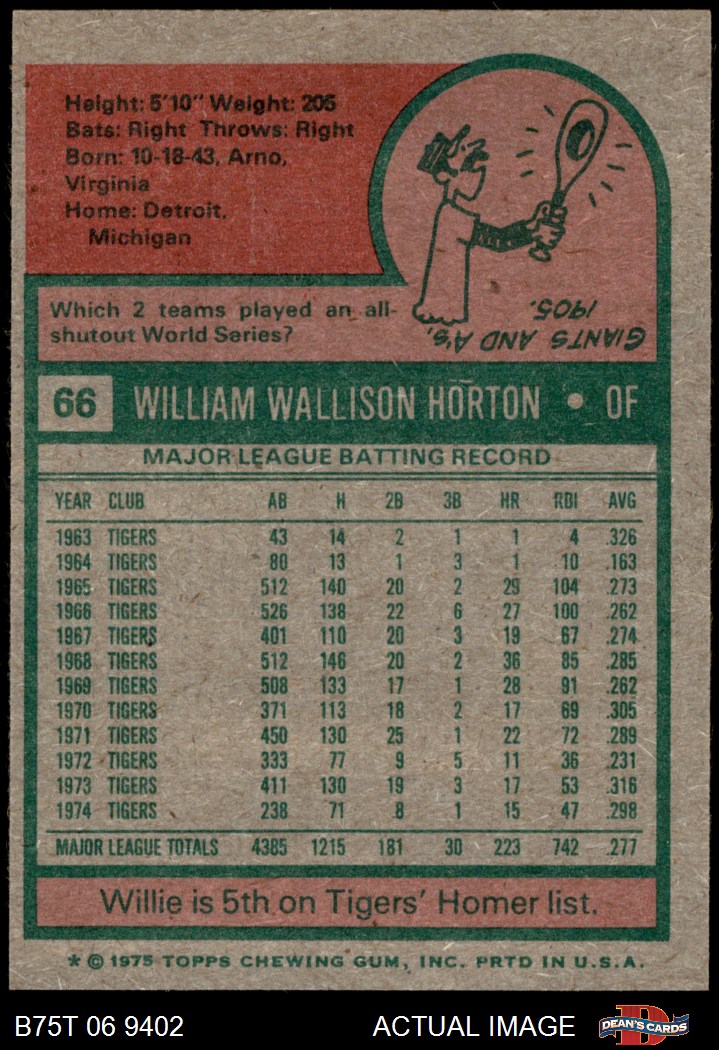 Height: 5'10" Weight: 205
Bats: Right Throws: Right
Born: 10-18-43, Arno,
Virginia
Home: Detroit,
Michigan
Which 2 teams played an all-
shutout World Series?
GIANTS AND A'S,
1905.
66 WILLIAM WALLISON HORTON • OF
MAJOR LEAGUE BATTING RECORD
YEAR CLUB AB H 2B 3B HR RBI AVG
1963 TIGERS 43 14 2 1 1 4 .326
1964 TIGERS 80 13 1 3 1 10 .163
1965 TIGERS 512 140 20 2 29 104 .273
1966 TIGERS 526 138 22 6 27 100 .262
1967 TIGERS 401 110 20 3 19 67 .274
1968 TIGERS 512 146 20 2 36 85 .285
1969 TIGERS 508 133 17 1 28 91 .262
1970 TIGERS 371 113 18 2 17 69 .305
1971 TIGERS 450 130 25 1 22 72 .289
1972 TIGERS 333 77 9 5 11 36 .231
1973 TIGERS 411 130 19 3 17 53 .316
1974 TIGERS 238 71 8 1 15 47 .298
MAJOR LEAGUE TOTALS 4385 1215 181 30 223 742 .277
Willie is 5th on Tigers' Homer list.
* © 1975 TOPPS CHEWING GUM, INC. PRTD IN U.S.A.
B75T 06 9402 ACTUAL IMAGE DEAN'S CARDS